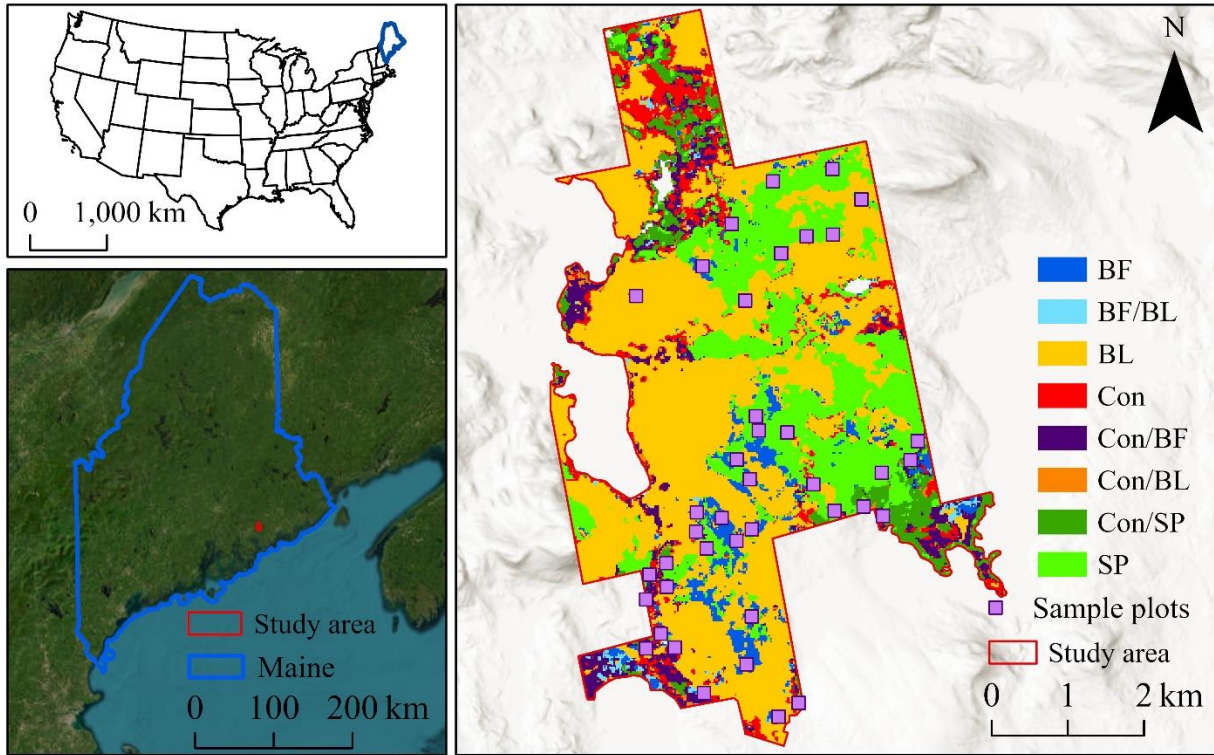 0 1,000 km
Study area
Maine
0 100 200 km
N
BF
BF/BL
BL
Con
Con/BF
Con/BL
Con/SP
SP
Sample plots
Study area
0 1 2 km